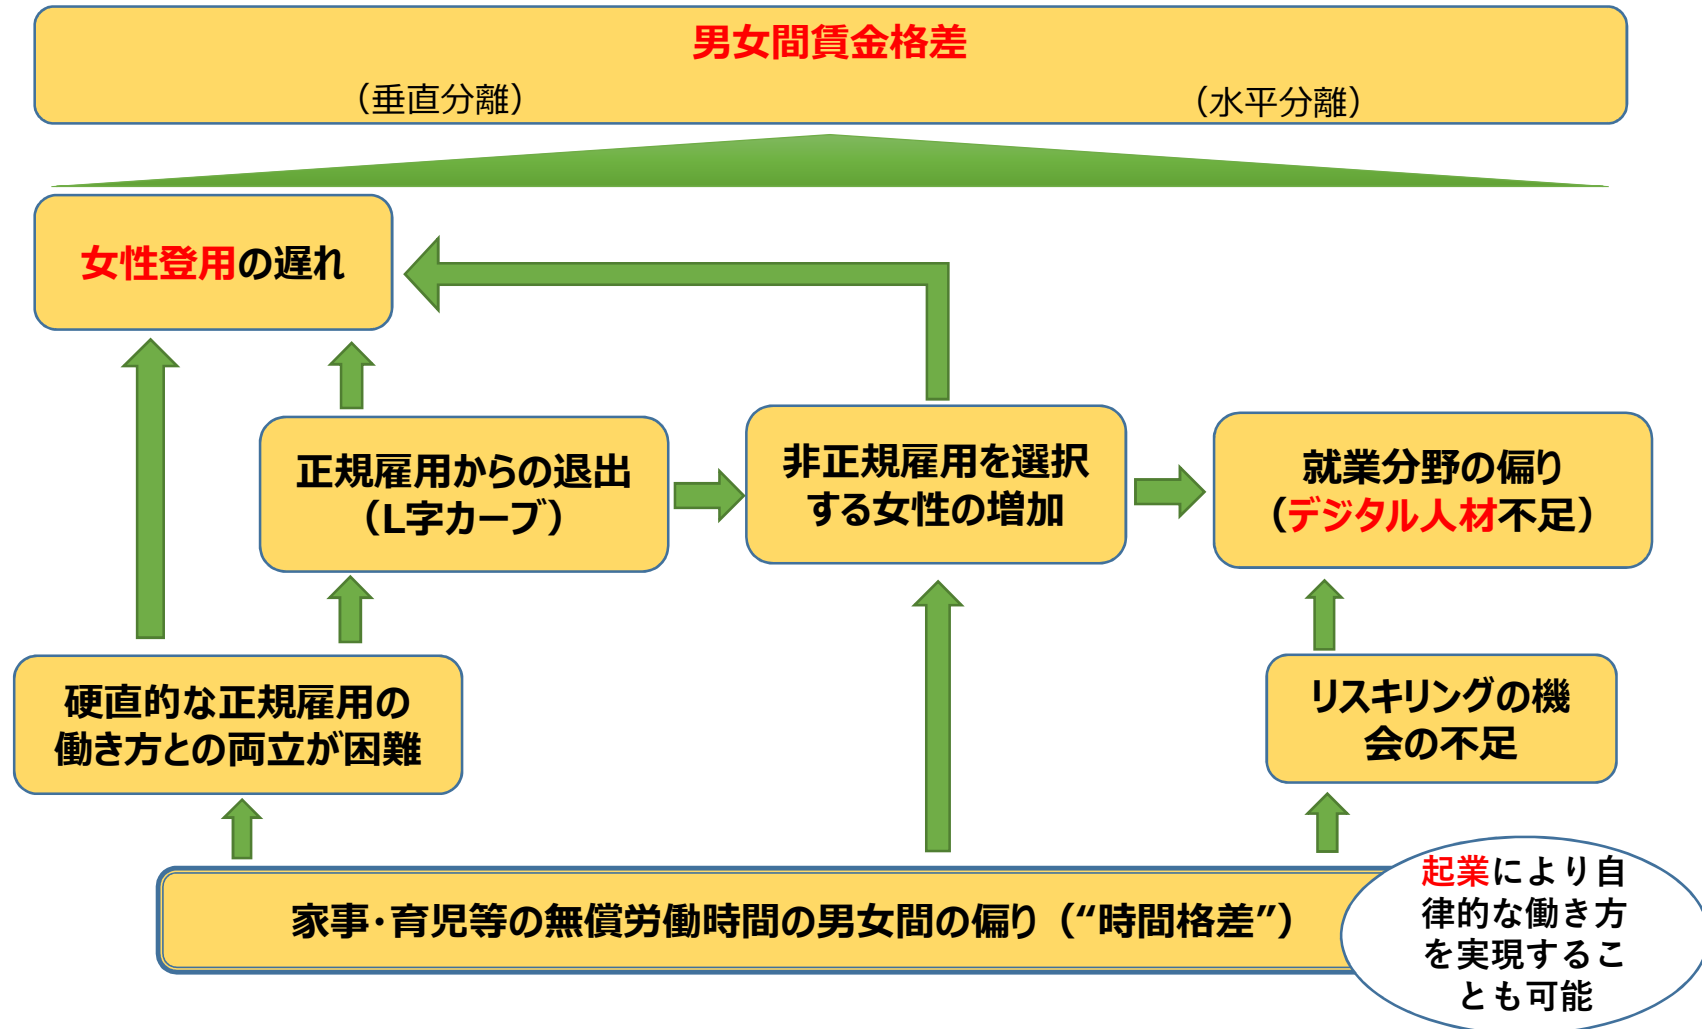 男女間賃金格差
（垂直分離）
（水平分離）
女性登用の遅れ
正規雇用からの退出
（L字カーブ）
非正規雇用を選択
する女性の増加
就業分野の偏り
（デジタル人材不足）
硬直的な正規雇用の
働き方との両立が困難
リスキリングの機
会の不足
家事・育児等の無償労働時間の男女間の偏り（“時間格差”）
起業により自
律的な働き方
を実現するこ
とも可能